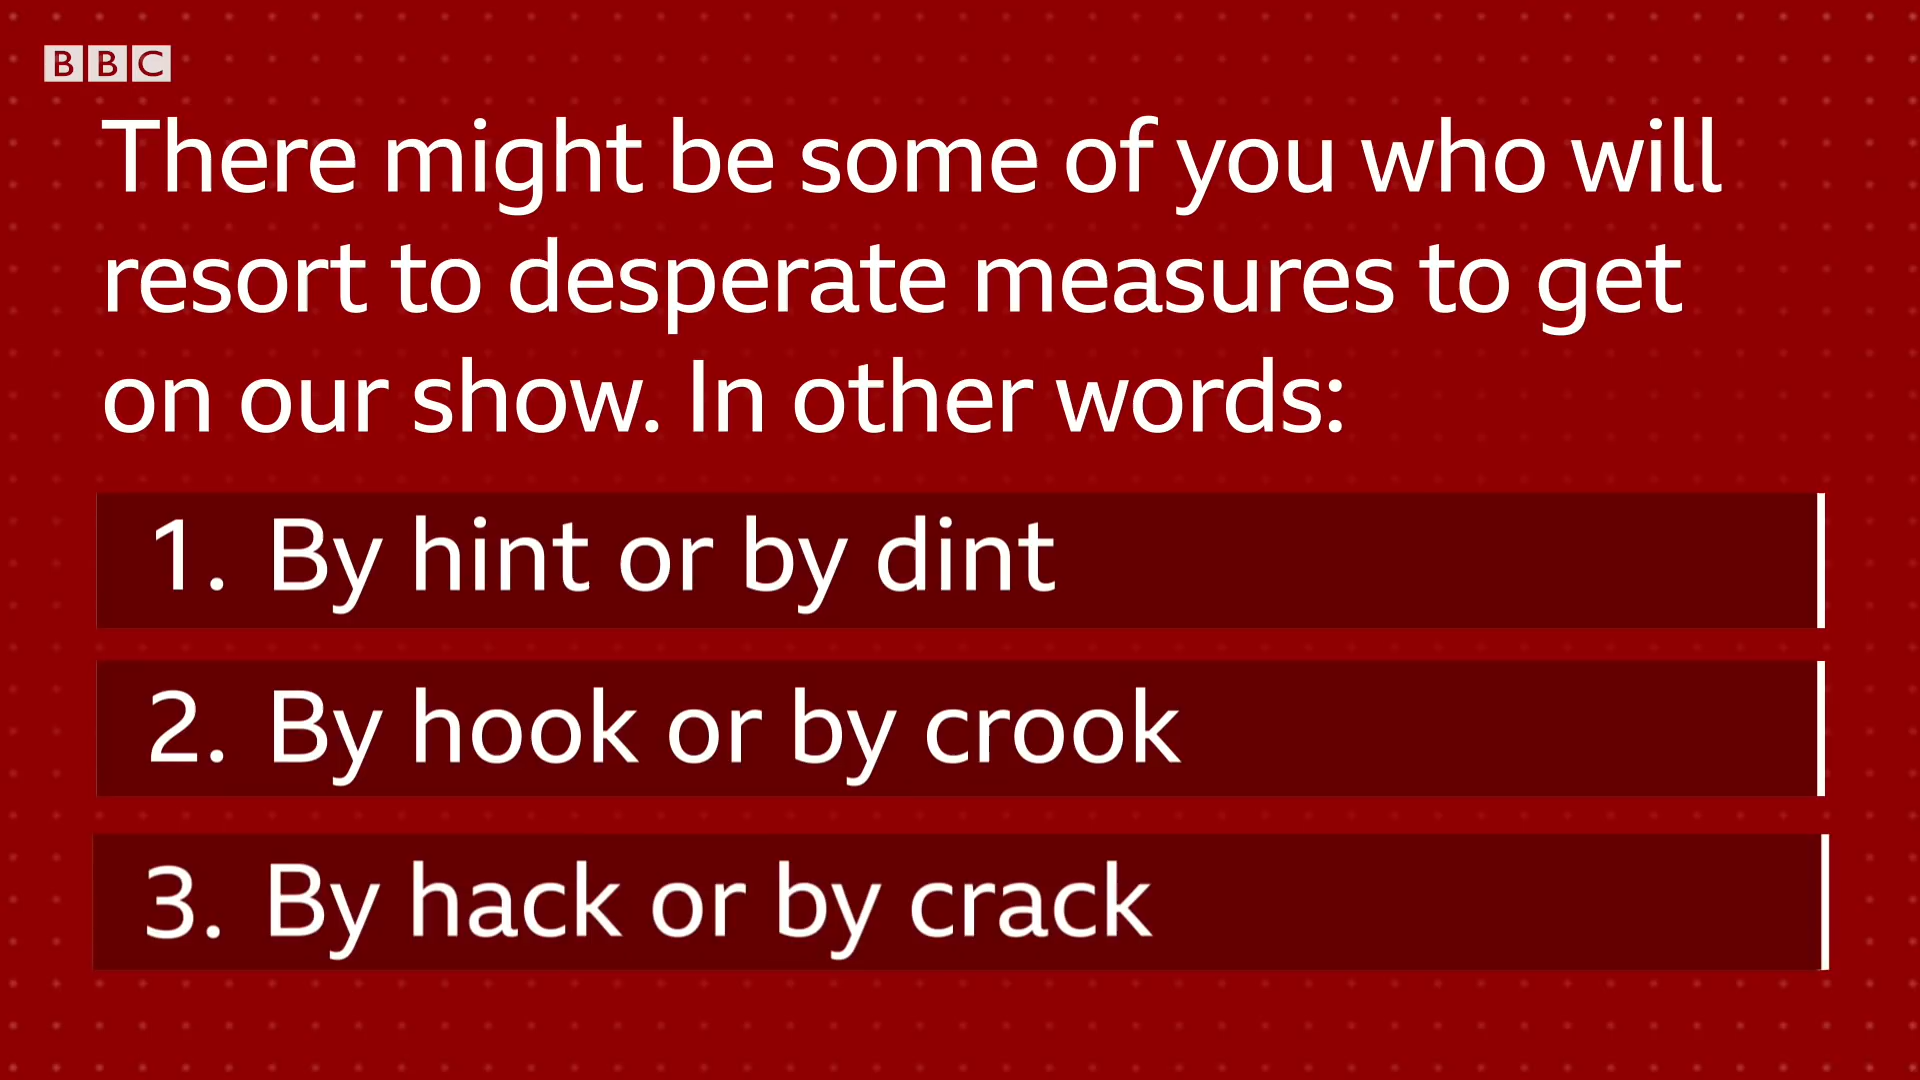 BBC
There might be some of you who will
resort to desperate measures to get
on our show. In other words:
1. By hint or by dint
2. By hook or by crook
3. By hack or by crack